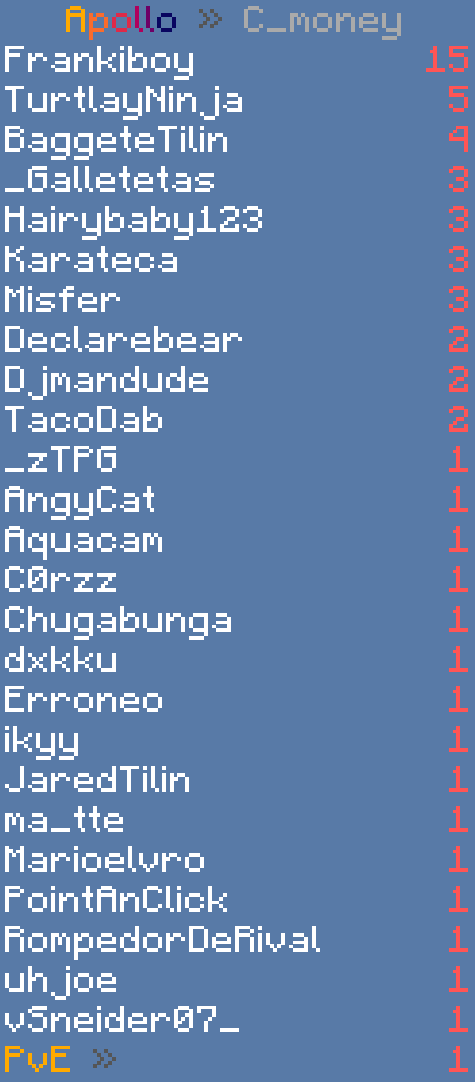 Apollo » C_money
Frankiboy 15
TurtlayNinja 5
BaggeteTilin 4
_Galletetas 3
Hairybaby123 3
Karateca 3
Misfer 3
Declarebear 2
Djmandude 2
TacoDab 2
_zTPG 1
AngyCat 1
Aquacam 1
C0rzz 1
Chugabunga 1
dxkku 1
Erroneo 1
ikyy 1
JaredTilin 1
ma_tte 1
Marioelvro 1
PointAnClick 1
RompedorDeRival 1
uhjoe 1
vSneider07_ 1
PvE » 1